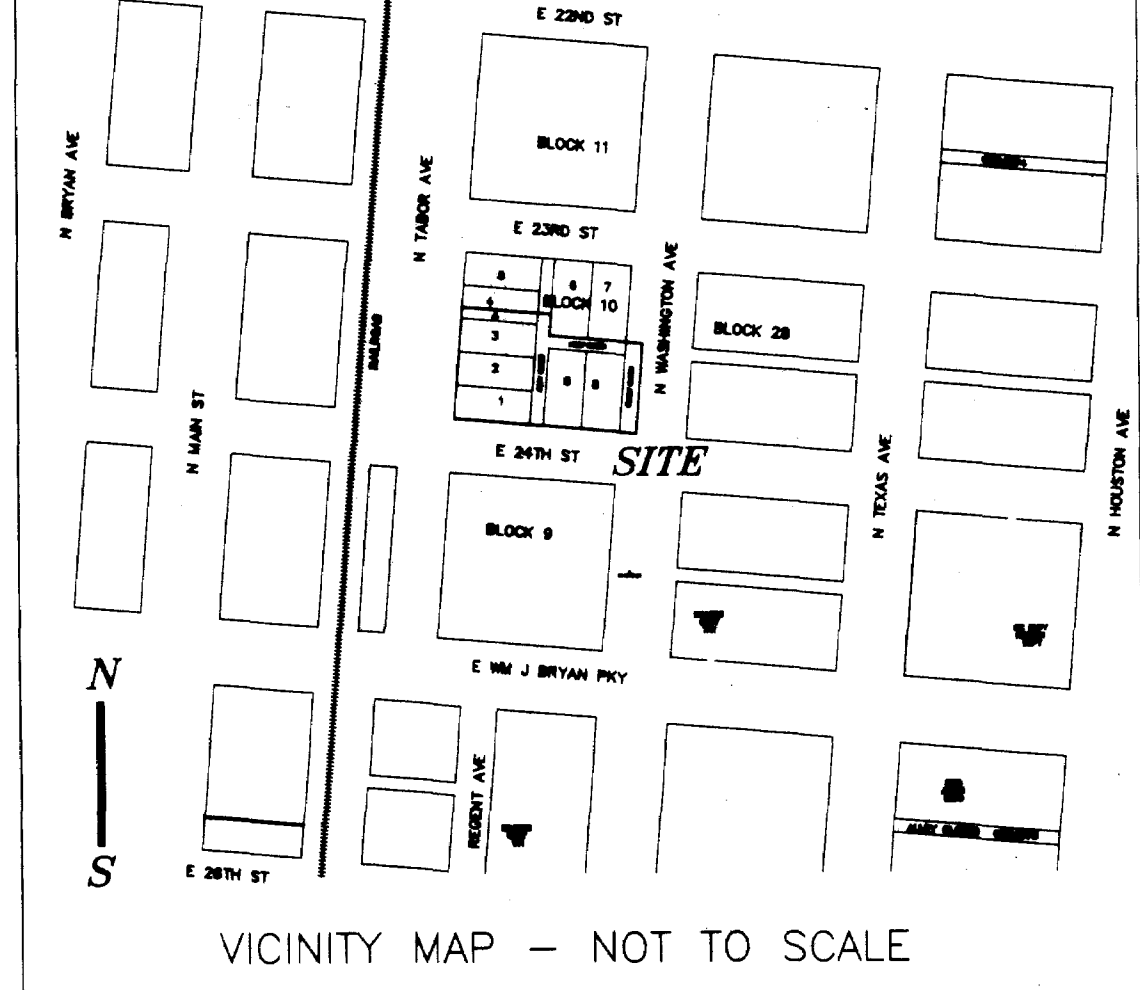 E 22ND ST
N BRYAN AVE
BLOCK 11
N TABOR AVE
E 23RD ST
N WASHINGTON AVE
6
7
BLOCK 10
4
3
2
1
BLOCK 28
RAILROAD
N MAIN ST
E 24TH ST
SITE
N TEXAS AVE
N HOUSTON AVE
BLOCK 9
E WM J BRYAN PKY
N
S
REGENT AVE
E 26TH ST
VICINITY MAP - NOT TO SCALE